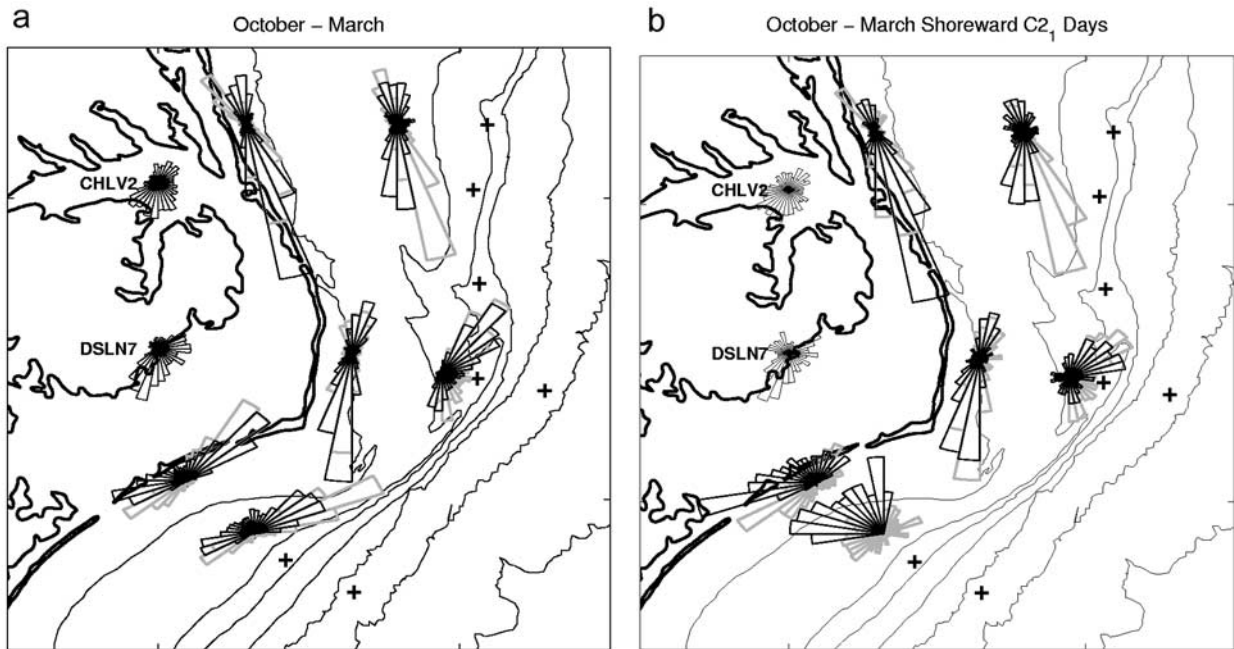 a
October – March
CHLV2
DSLN7
b
October – March Shoreward C2₁ Days
CHLV2
DSLN7